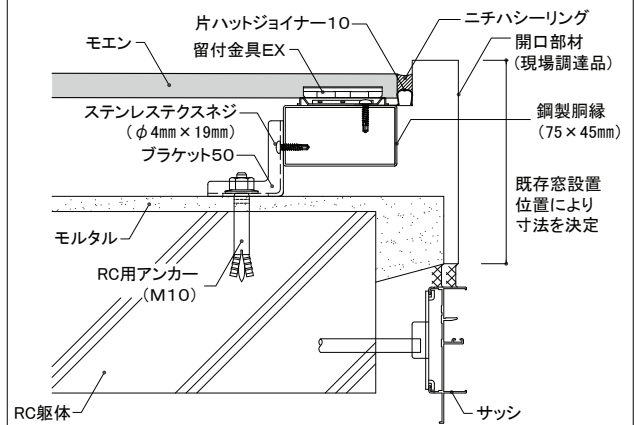 片ハットジョイナー10
ニチハシーリング
モエン
留付金具EX
開口部材
(現場調達品)
ステンレステクスネジ
(φ4mm×19mm)
ブラケット50
鋼製胴縁
(75×45mm)
既存窓設置
位置により
寸法を決定
モルタル
RC用アンカー
(M10)
RC躯体
サッシ